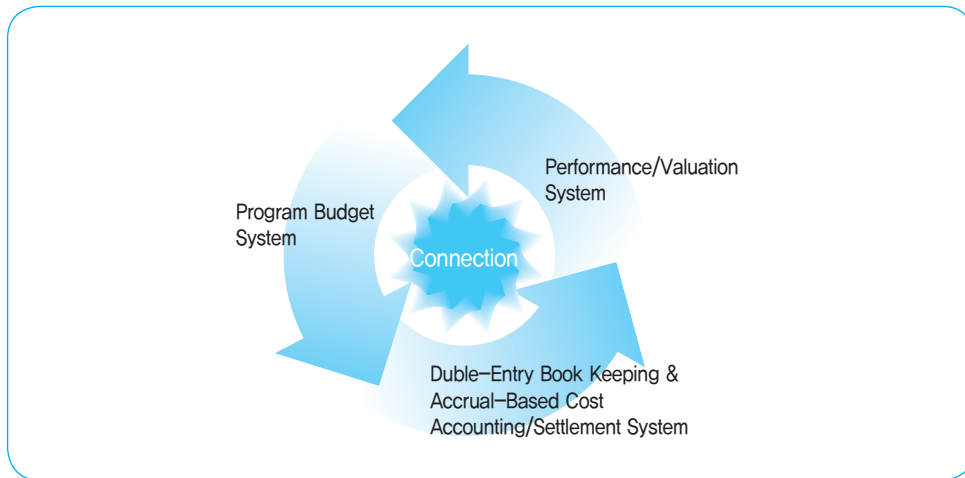 Performance/Valuation
System
Program Budget
System
Connection
Duble-Entry Book Keeping &
Accrual-Based Cost
Accounting/Settlement System